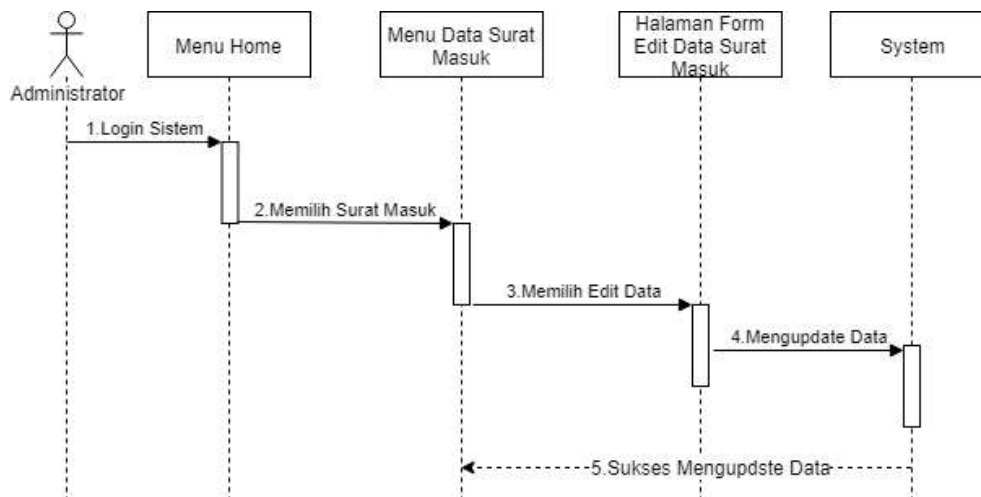 Administrator
Menu Home
Menu Data Surat
Masuk
Halaman Form
Edit Data Surat
Masuk
System
1.Login Sistem
2.Memilih Surat Masuk
3.Memilih Edit Data
4.Mengupdate Data
5.Sukses Mengupdste Data